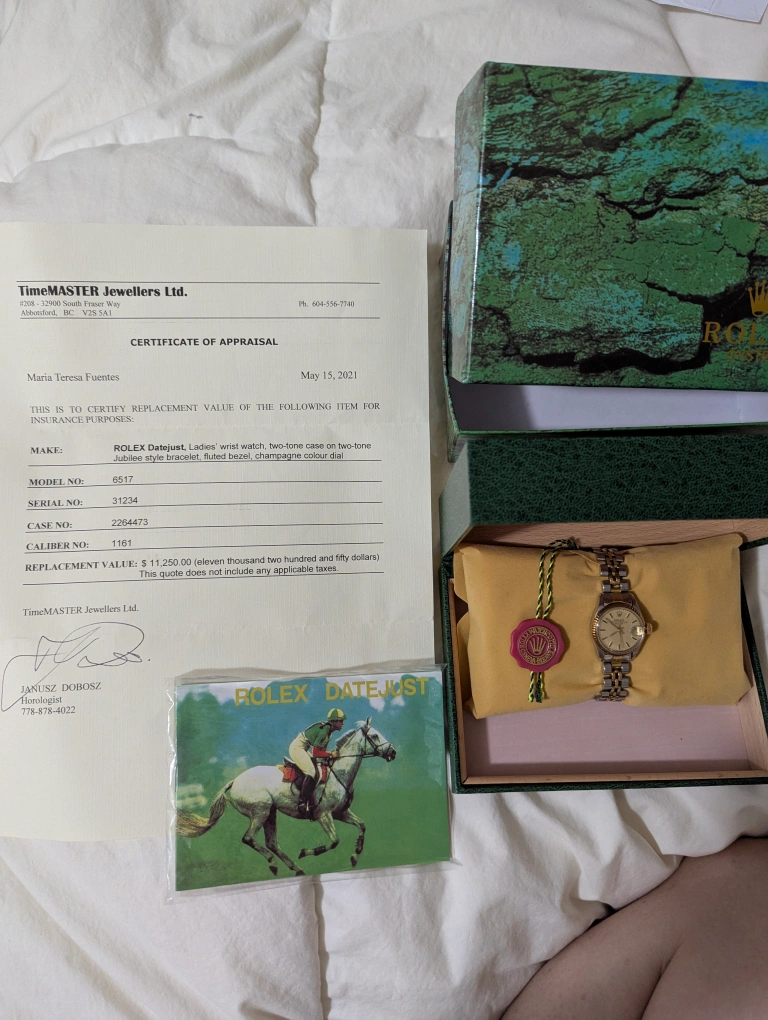 TimeMASTER Jewellers Ltd.
#208 - 32900 South Fraser Way
Ph. 604-556-7740
Abbotsford, BC V2S 5A1
CERTIFICATE OF APPRAISAL
Maria Teresa Fuentes
May 15, 2021
THIS IS TO CERTIFY REPLACEMENT VALUE OF THE FOLLOWING ITEM FOR
INSURANCE PURPOSES:
MAKE: ROLEX Datejust, Ladies' wrist watch, two-tone case on two-tone
Jubilee style bracelet, fluted bezel, champagne colour dial
MODEL NO: 6517
SERIAL NO: 31234
CASE NO: 2264473
CALIBER NO: 1161
REPLACEMENT VALUE: $ 11,250.00 (eleven thousand two hundred and fifty dollars)
This quote does not include any applicable taxes.
TimeMASTER Jewellers Ltd.
JANUSZ DOBOSZ
Horologist
778-878-4022
ROLEX DATEJUST
ROL